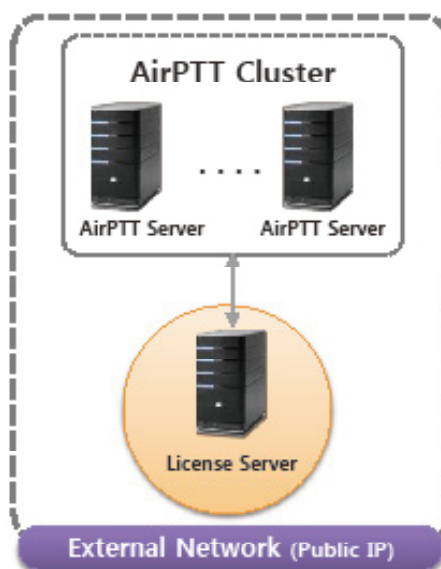 AirPTT Cluster
. . . .
AirPTT Server AirPTT Server
License Server
External Network (Public IP)